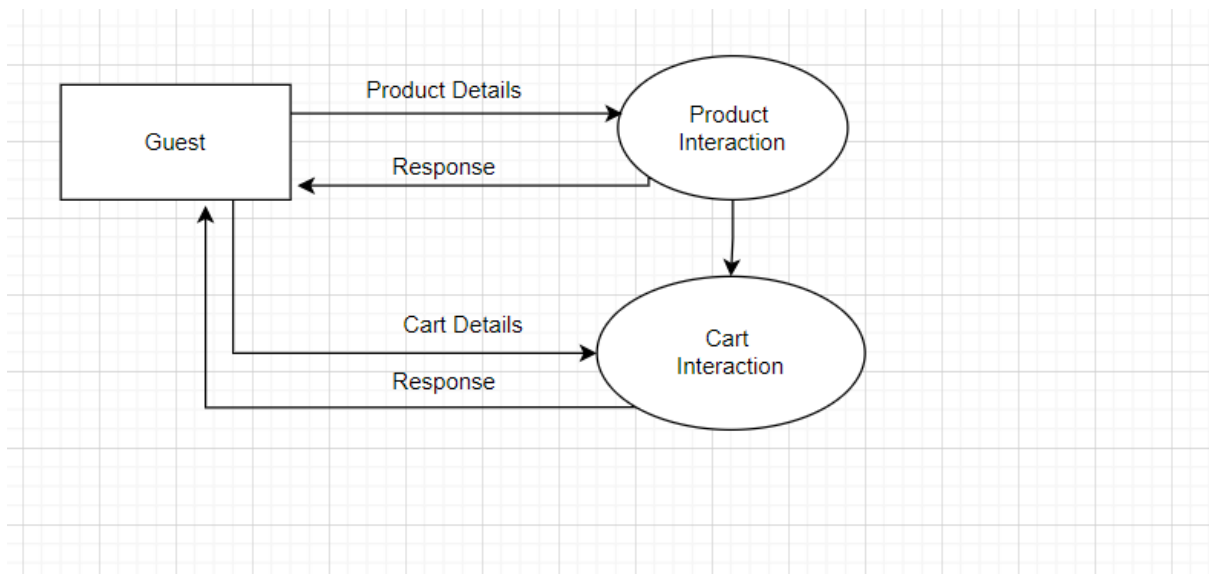 Product Details
Product
Interaction
Guest
Response
Cart Details
Cart
Interaction
Response